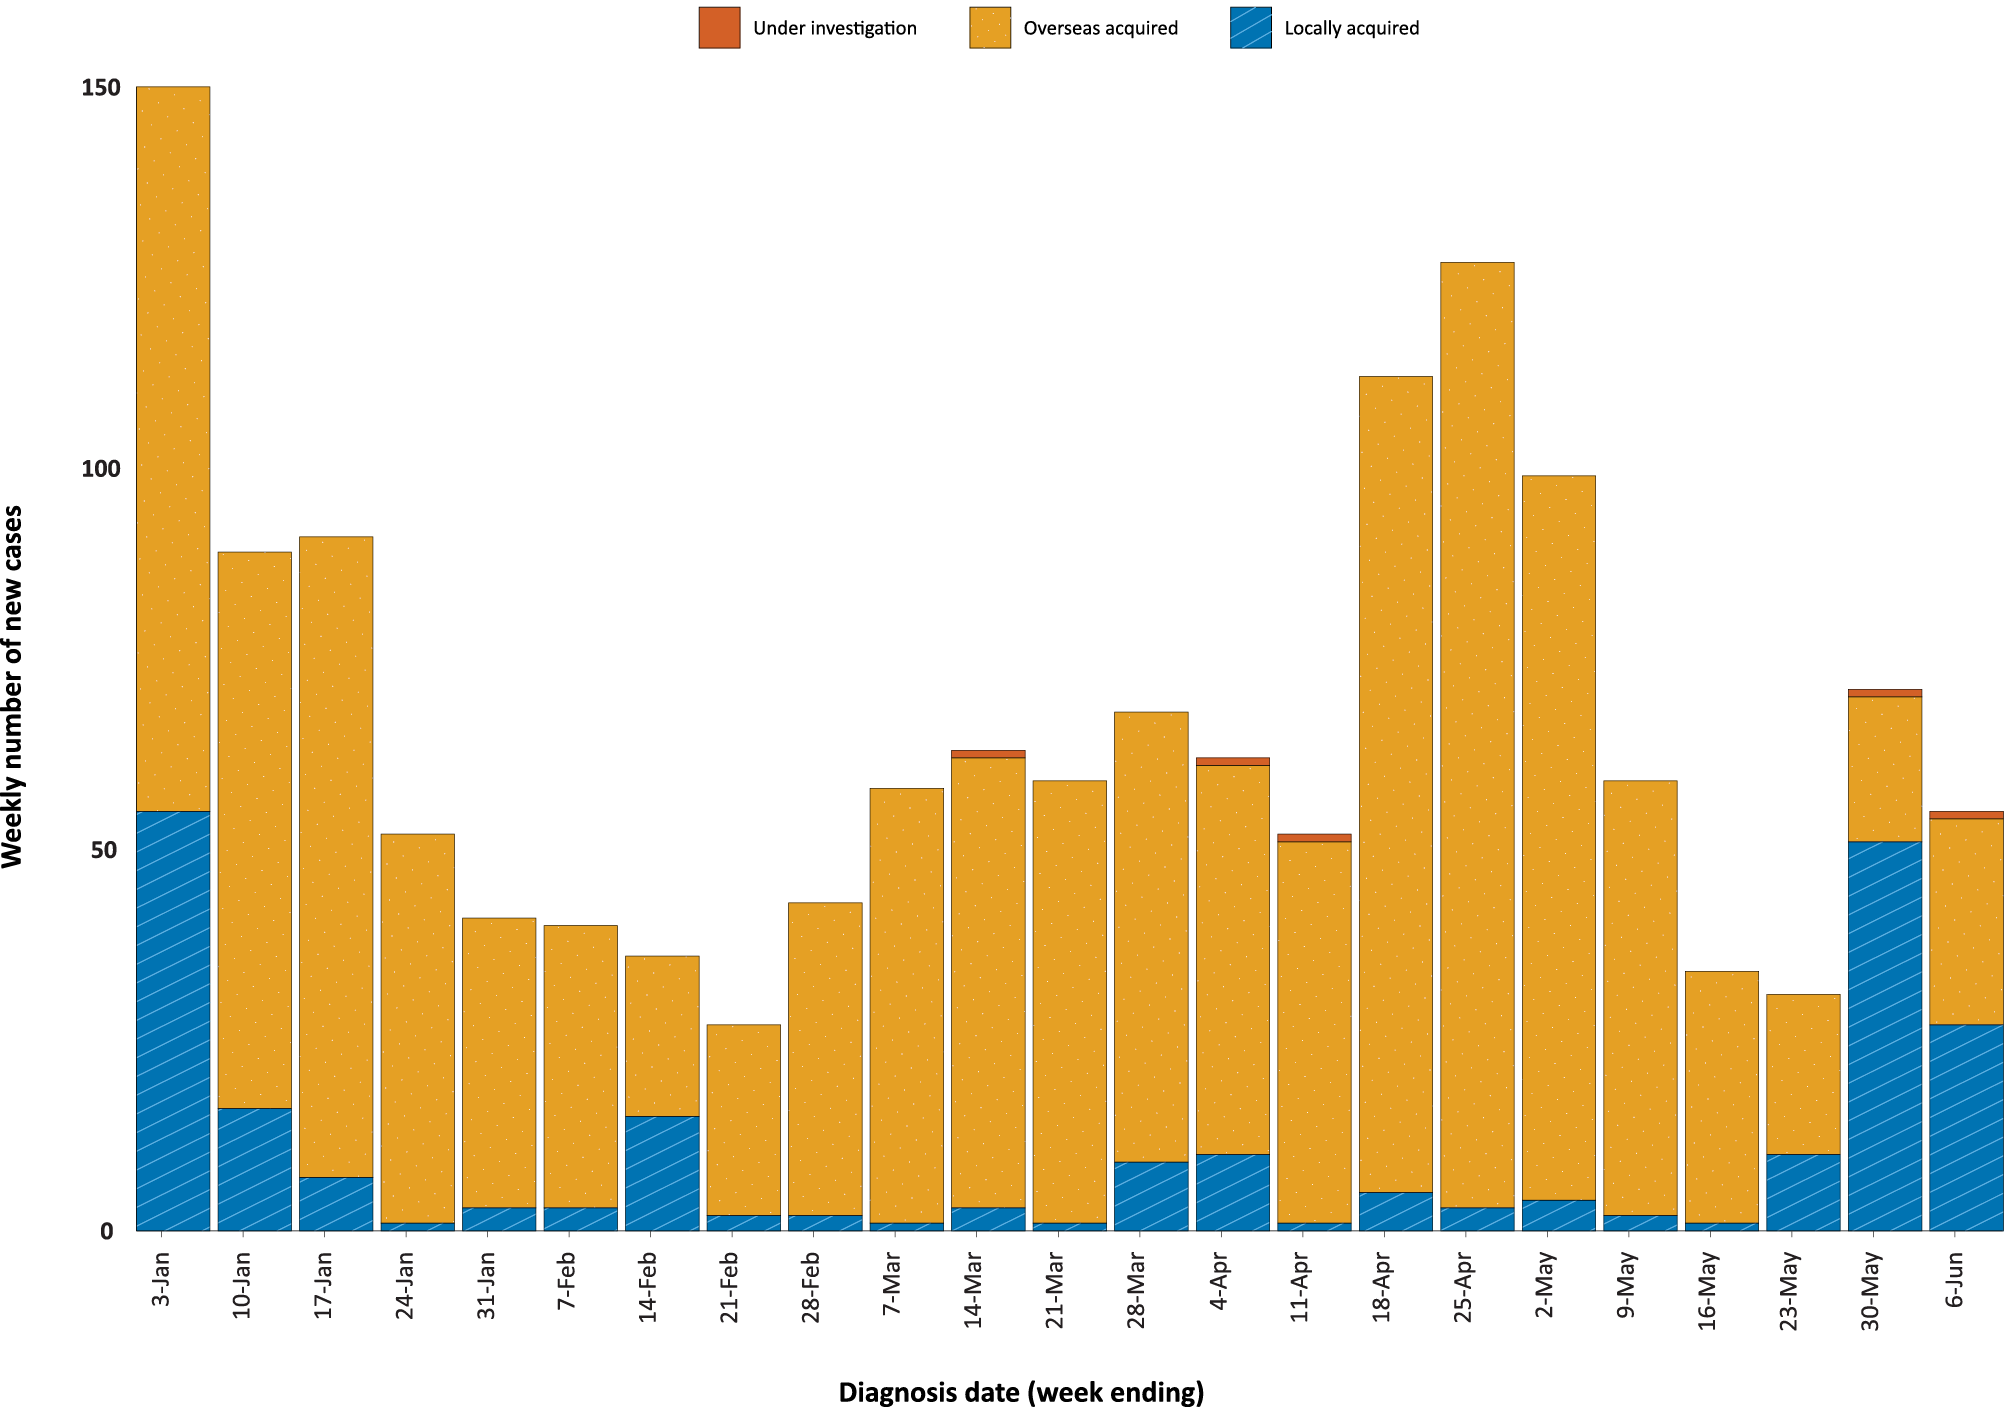 Under investigation
Overseas acquired
Locally acquired
150
100
50
0
Weekly number of new cases
3-Jan
10-Jan
17-Jan
24-Jan
31-Jan
7-Feb
14-Feb
21-Feb
28-Feb
7-Mar
14-Mar
21-Mar
28-Mar
4-Apr
11-Apr
18-Apr
25-Apr
2-May
9-May
16-May
23-May
30-May
6-Jun
Diagnosis date (week ending)